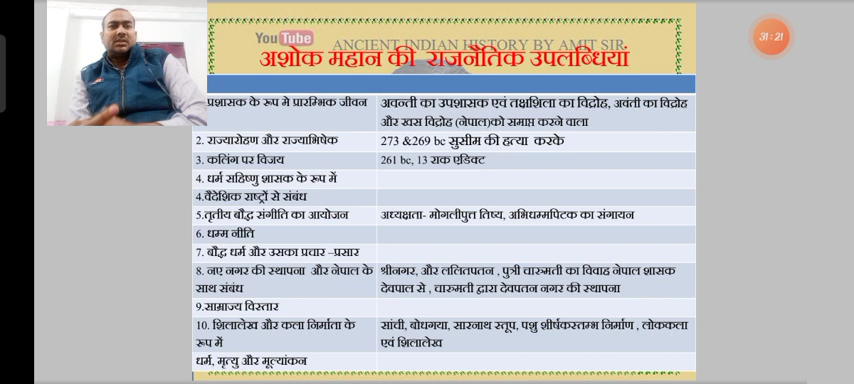 31:21
YouTube
ANCIENT INDIAN HISTORY BY AMIT SIR
अशोक महान की राजनैतिक उपलब्धियां
प्रशासक के रूप मे प्रारम्भिक जीवन
अवन्ती का उपशासक एवं तक्षशिला का विद्रोह, अवंती का विद्रोह
और खस विद्रोह (नेपाल)को समाप्त करने वाला
2. राज्यारोहण और राज्याभिषेक
273 &269 bc सुसीम की हत्या करके
3. कलिंग पर विजय
261 bc, 13 राक एडिक्ट
4. धर्म सहिष्णु शासक के रूप में
4.वैदेशिक राष्ट्रों से संबंध
5.तृतीय बौद्ध संगीति का आयोजन
अध्यक्षता- मोगलीपुत्त तिष्य, अभिधम्मपिटक का संगायन
6. धम्म नीति
7. बौद्ध धर्म और उसका प्रचार –प्रसार
8. नए नगर की स्थापना और नेपाल के
साथ संबंध
श्रीनगर, और ललितपतन , पुत्री चारुमती का विवाह नेपाल शासक
देवपाल से , चारुमती द्वारा देवपतन नगर की स्थापना
9.साम्राज्य विस्तार
10. शिलालेख और कला निर्माता के
रूप में
सांची, बोधगया, सारनाथ स्तूप, पशु शीर्षकस्तम्भ निर्माण , लोककला
एवं शिलालेख
धर्म, मृत्यु और मूल्यांकन